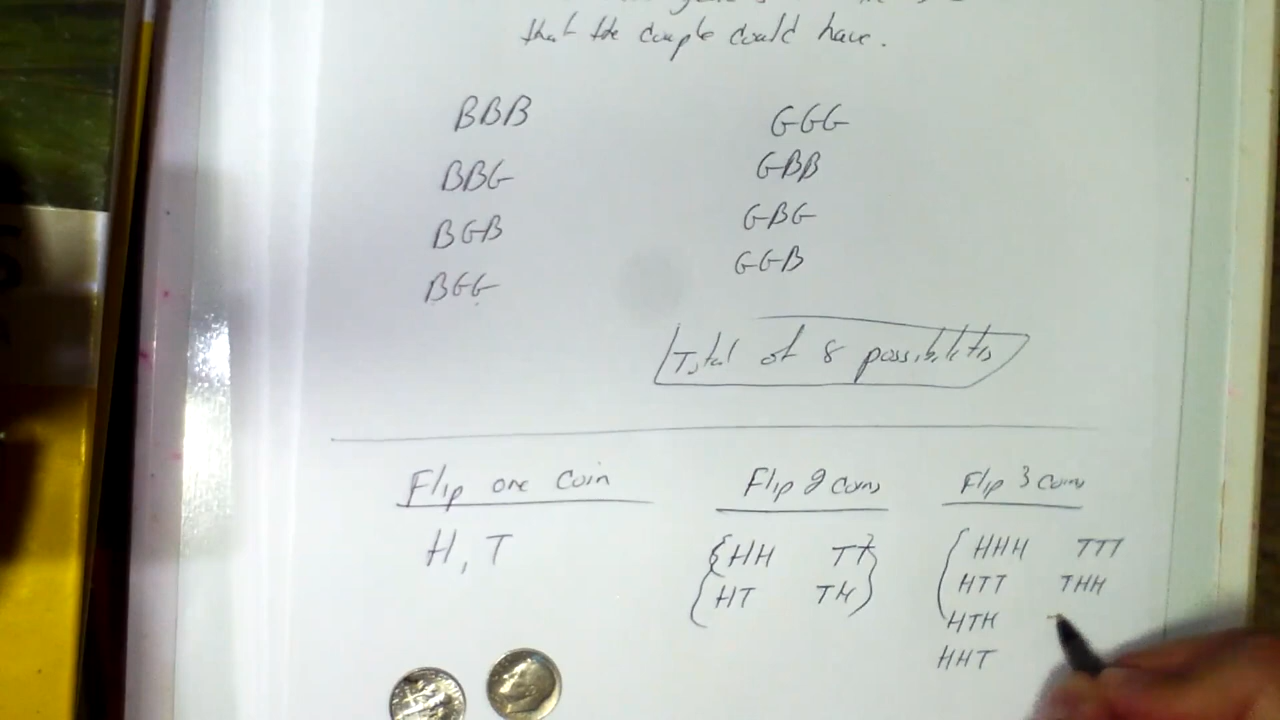 that the couple could have.
BBB GGG
BBG GBB
BGB GBG
BGG GGB
Total of 8 possibilities
Flip one coin Flip 2 coins Flip 3 coins
H, T
{HH TT}
HT TH
HHH TTT
HTT THH
HTH
HHT